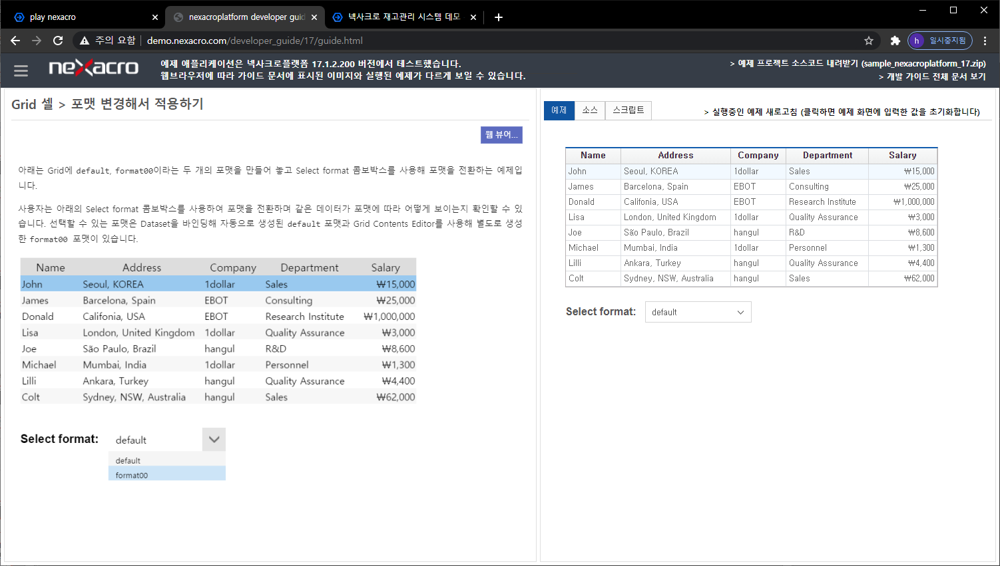 play nexacro
nexacroplatform developer guid
넥사크로 재고관리 시스템 데모
주의 요함
demo.nexacro.com/developer_guide/17/guide.html
h 일시중지됨
nexacro
예제 애플리케이션은 넥사크로플랫폼 17.1.2.200 버전에서 테스트했습니다.
웹브라우저에 따라 가이드 문서에 표시된 이미지와 실행된 예제가 다르게 보일 수 있습니다.
> 예제 프로젝트 소스코드 내려받기 (sample_nexacroplatform_17.zip)
> 개발 가이드 전체 문서 보기
Grid 셀 > 포맷 변경해서 적용하기
웹 뷰어...
아래는 Grid에 default, format00이라는 두 개의 포맷을 만들어 놓고 Select format 콤보박스를 사용해 포맷을 전환하는 예제입
니다.
사용자는 아래의 Select format 콤보박스를 사용하여 포맷을 전환하며 같은 데이터가 포맷에 따라 어떻게 보이는지 확인할 수 있
습니다. 선택할 수 있는 포맷은 Dataset을 바인딩해 자동으로 생성된 default 포맷과 Grid Contents Editor를 사용해 별도로 생성
한 format00 포맷이 있습니다.
Name Address Company Department Salary
John Seoul, KOREA 1dollar Sales ₩15,000
James Barcelona, Spain EBOT Consulting ₩25,000
Donald Califonia, USA EBOT Research Institute ₩1,000,000
Lisa London, United Kingdom 1dollar Quality Assurance ₩3,000
Joe São Paulo, Brazil hangul R&D ₩8,600
Michael Mumbai, India 1dollar Personnel ₩1,300
Lilli Ankara, Turkey hangul Quality Assurance ₩4,400
Colt Sydney, NSW, Australia hangul Sales ₩62,000
Select format: default
default
format00
예제 소스 스크립트
> 실행중인 예제 새로고침 (클릭하면 예제 화면에 입력한 값을 초기화합니다)
Name Address Company Department Salary
John Seoul, KOREA 1dollar Sales ₩15,000
James Barcelona, Spain EBOT Consulting ₩25,000
Donald Califonia, USA EBOT Research Institute ₩1,000,000
Lisa London, United Kingdom 1dollar Quality Assurance ₩3,000
Joe São Paulo, Brazil hangul R&D ₩8,600
Michael Mumbai, India 1dollar Personnel ₩1,300
Lilli Ankara, Turkey hangul Quality Assurance ₩4,400
Colt Sydney, NSW, Australia hangul Sales ₩62,000
Select format: default